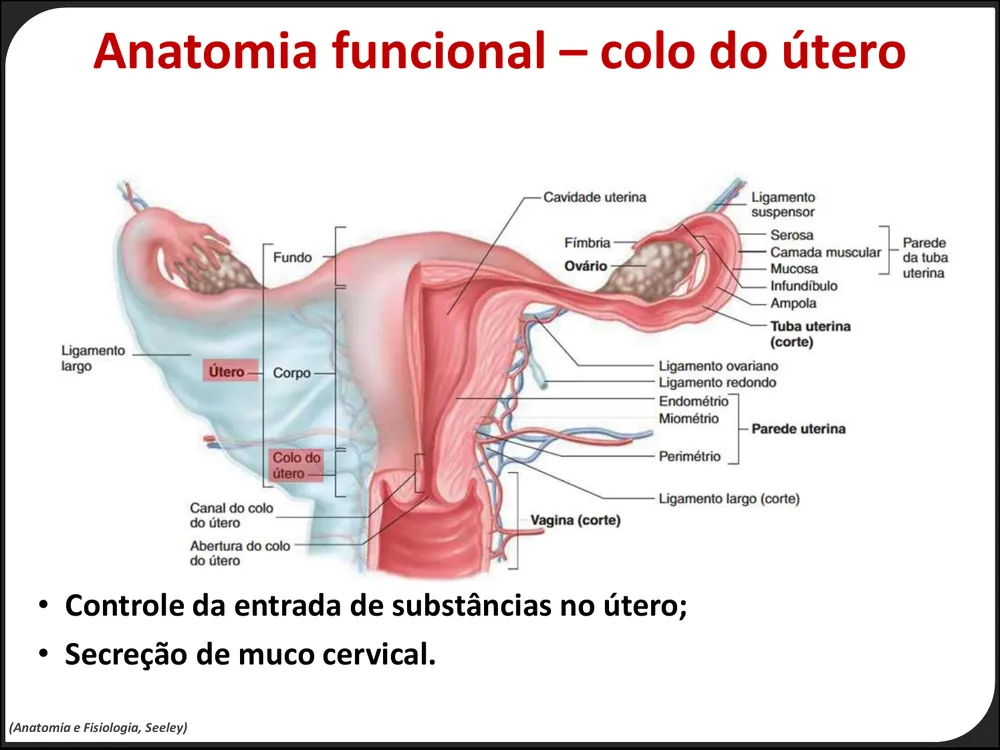 Anatomia funcional – colo do útero
Cavidade uterina
Ligamento
suspensor
Fímbria
Ovário
Serosa
Camada muscular
Mucosa
Parede
da tuba
uterina
Infundíbulo
Ampola
Tuba uterina
(corte)
Fundo
Ligamento
largo
Útero
Corpo
Ligamento ovariano
Ligamento redondo
Endométrio
Miométrio
Parede uterina
Perimétrio
Colo do
útero
Ligamento largo (corte)
Canal do colo
do útero
Vagina (corte)
Abertura do colo
do útero
• Controle da entrada de substâncias no útero;
• Secreção de muco cervical.
(Anatomia e Fisiologia, Seeley)